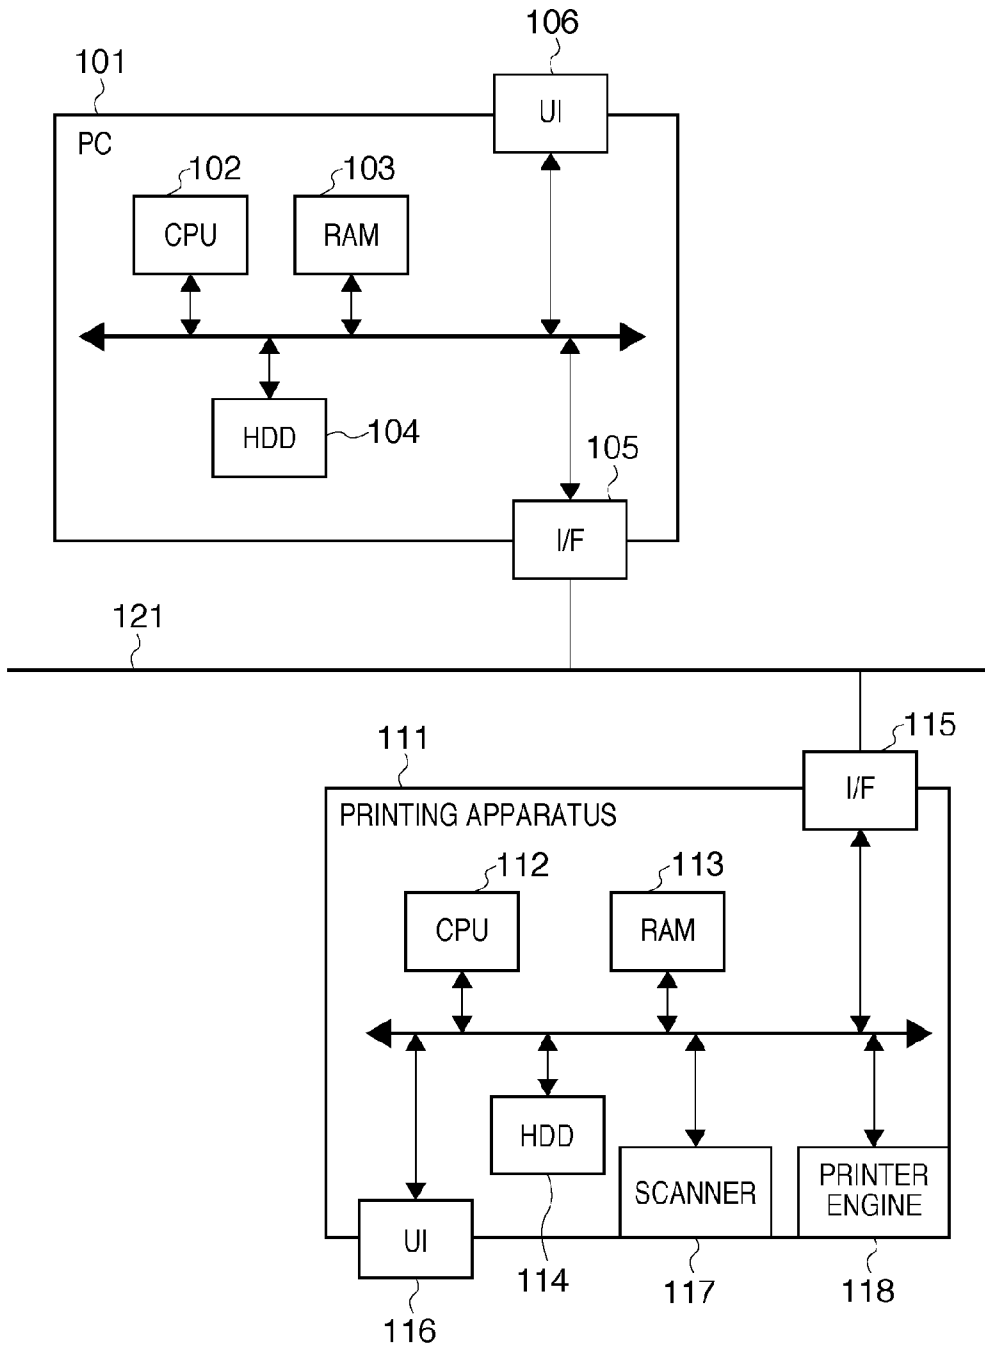 106
101
UI
PC
102
103
CPU
RAM
HDD
104
105
I/F
121
115
111
I/F
PRINTING APPARATUS
112
113
CPU
RAM
HDD
SCANNER
PRINTER
ENGINE
UI
114
117
118
116